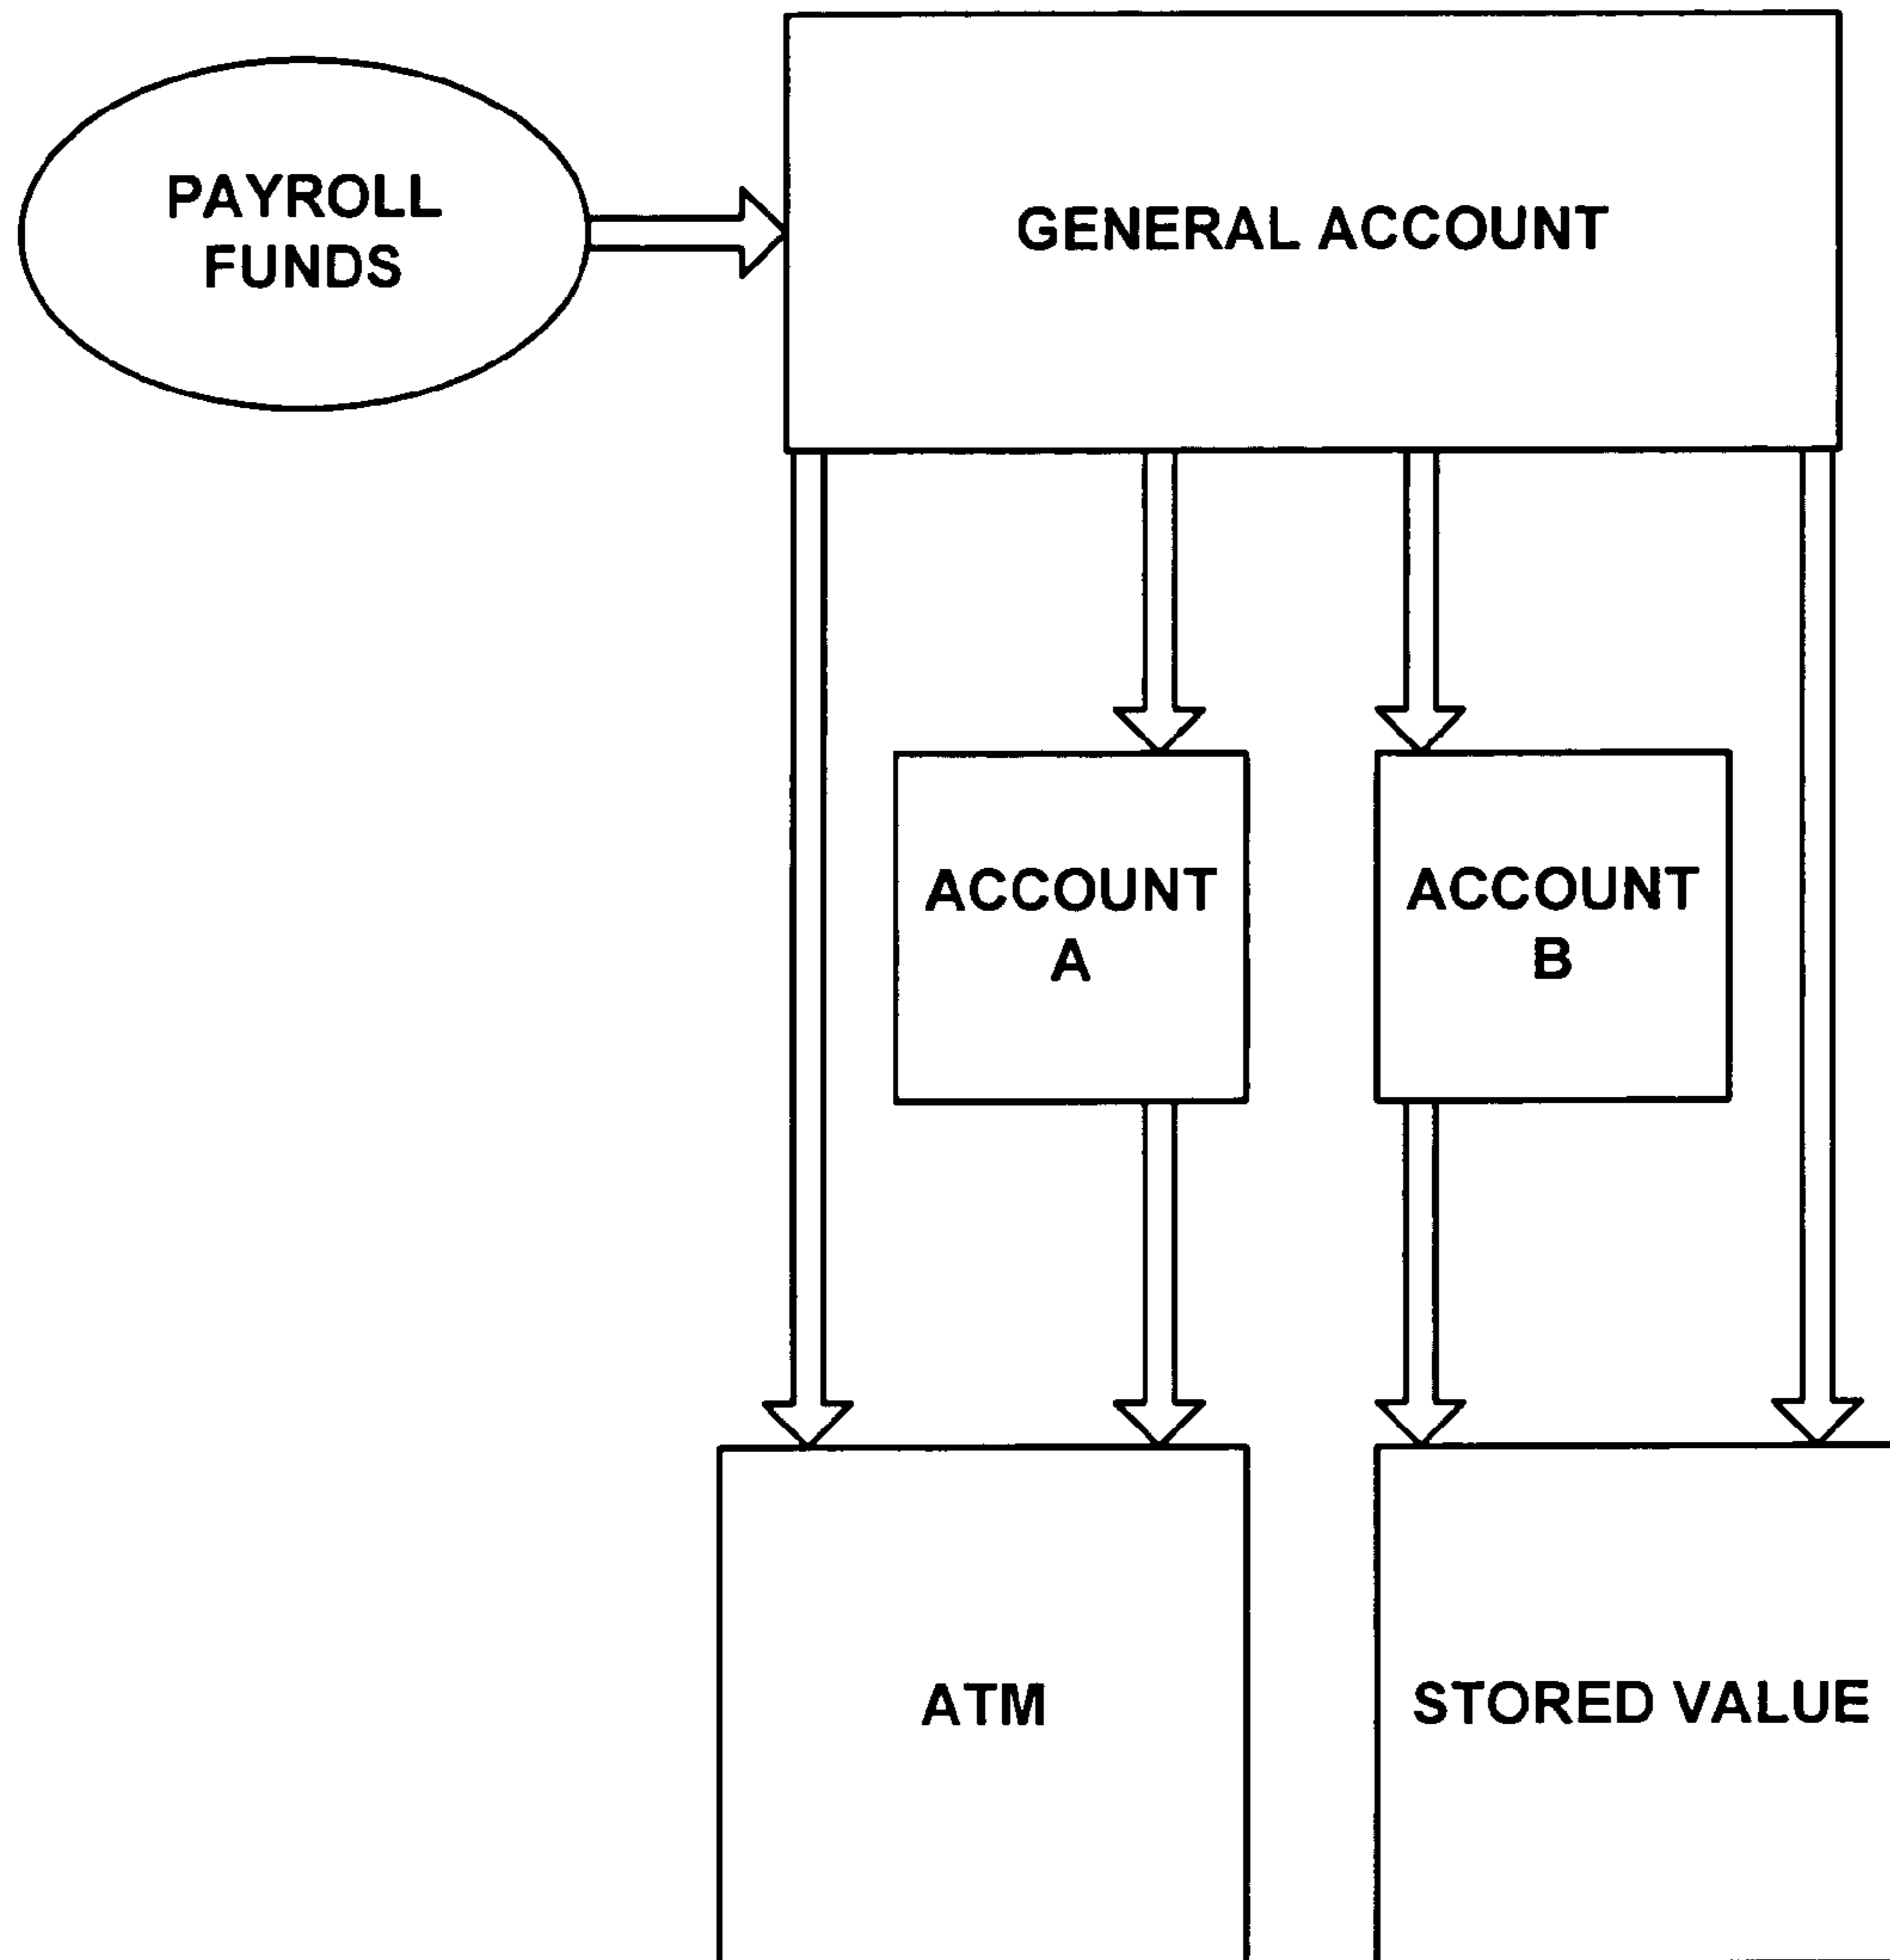 PAYROLL
FUNDS
GENERAL ACCOUNT
ACCOUNT
A
ACCOUNT
B
ATM
STORED VALUE